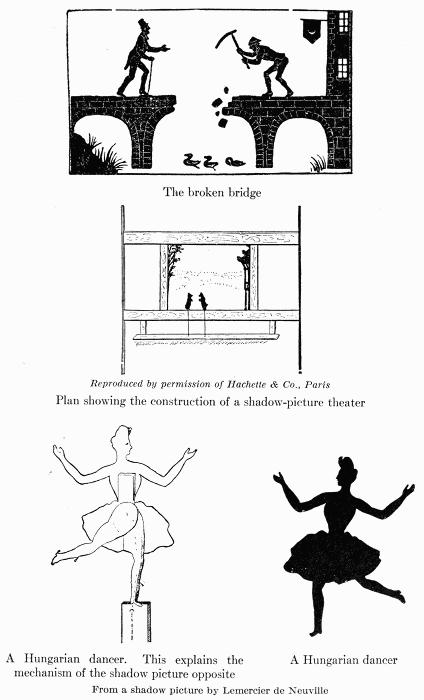 The broken bridge
Reproduced by permission of Hachette & Co., Paris
Plan showing the construction of a shadow-picture theater
A Hungarian dancer. This explains the
mechanism of the shadow picture opposite
A Hungarian dancer
From a shadow picture by Lemercier de Neuville